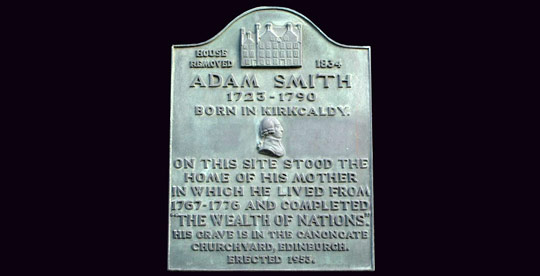 HOUSE 1834
REMOVED
ADAM SMITH
1723-1790
BORN IN KIRKCALDY.
ON THIS SITE STOOD THE
HOME OF HIS MOTHER
IN WHICH HE LIVED FROM
1767-1776 AND COMPLETED
"THE WEALTH OF NATIONS."
HIS GRAVE IS IN THE CANONGATE
CHURCHYARD, EDINBURGH.
ERECTED 1953.